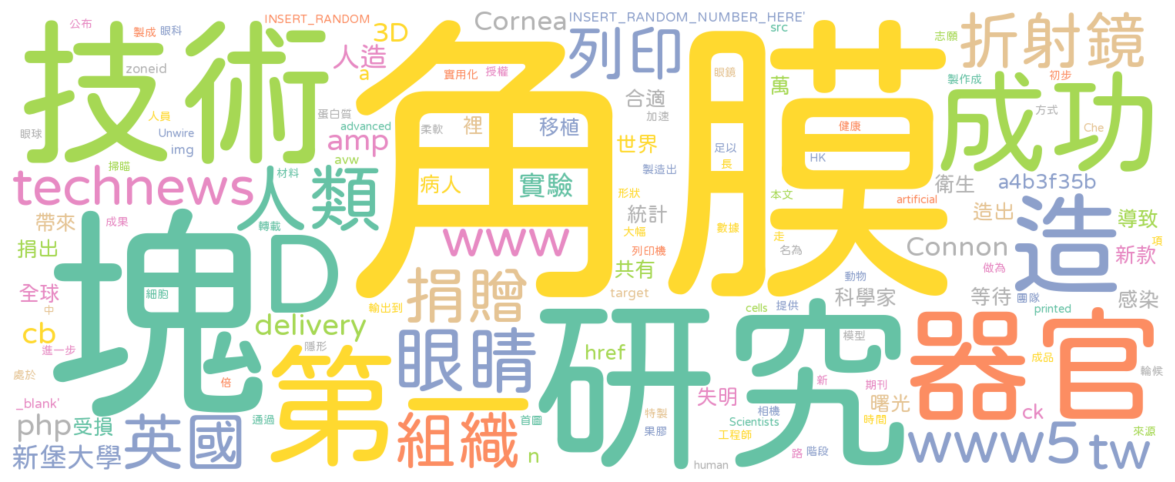 公布
製成
眼科
INSERT_RANDOM
3D
Cornea
INSERT_RANDOM_NUMBER_HERE'
src
志願
折射鏡
技術
角膜
列印
人造
a
實用化
授權
zoneid
眼鏡
萬
製作成
初步
成功
人員
蛋白質
合適
加速
方式
眼球
Unwire
advanced
柔軟
裡
移植
健康
Che
img
amp
世界
足以
HK
掃瞄
avw
technews
人類
材料
病人
實驗
製造出
長
衛生
a4b3f35b
形狀
本文
artificial
統計
造出
造
導致
帶來
成果
轉載
www
大幅
數據
走
捐出
列印機
名為
Connon
新款
項
塊
D
捐贈
共有
做為
動物
全球
細胞
target
科學家
等待
團隊
感染
中
輸出到
cells
提供
printed
cb
delivery
研究
器官
進一步
第一
隱形
眼睛
href
模型
成品
輪候
處於
倍
失明
新
期刊
曙光
_blank'
php
受損
英國
通過
組織
首圖
特製
相機
時間
ck
來源
果膠
Scientists
工程師
www5
tw
新堡大學
n
human
路
階段